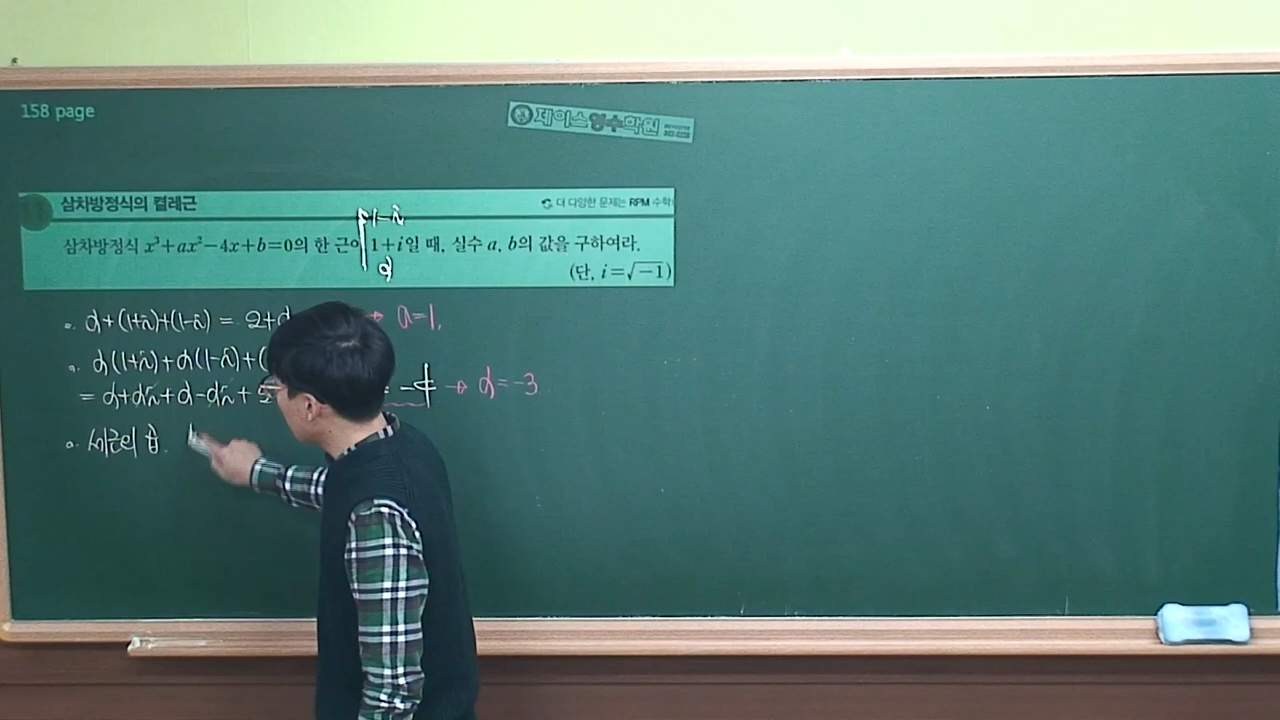 158 page
제이스영수학원
삼차방정식의 켤레근
더 다양한 문제는 RPM 수학
1-i
삼차방정식 x³+ax²-4x+b=0의 한 근이 1+i일 때, 실수 a, b의 값을 구하여라.
α
(단, i=√-1)
α+(1+i)+(1-i) = 2+α → a=1,
α(1+i)+α(1-i)+(
= α+αi+α-αi+ = -4 → α=-3
세근의 곱